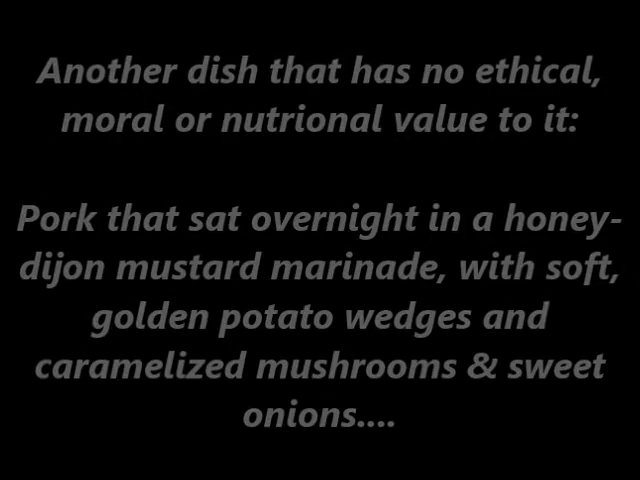 Another dish that has no ethical,
moral or nutrional value to it:
Pork that sat overnight in a honey-
dijon mustard marinade, with soft,
golden potato wedges and
caramelized mushrooms & sweet
onions....